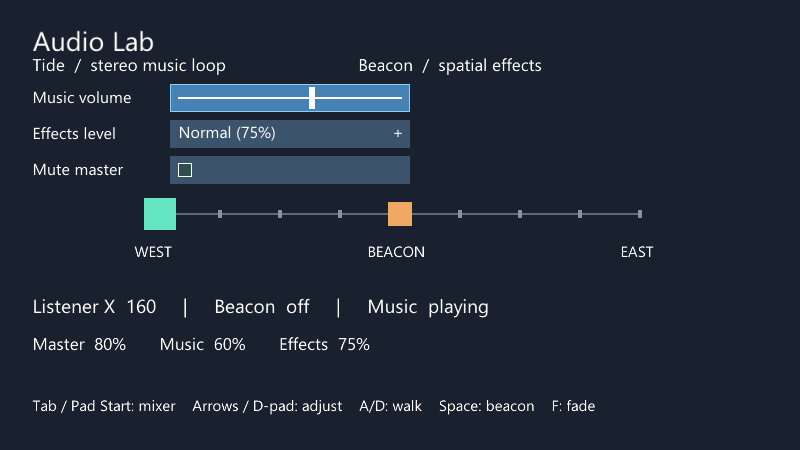 Audio Lab
Tide / stereo music loop Beacon / spatial effects
Music volume
Effects level Normal (75%) +
Mute master
WEST BEACON EAST
Listener X 160 | Beacon off | Music playing
Master 80% Music 60% Effects 75%
Tab / Pad Start: mixer Arrows / D-pad: adjust A/D: walk Space: beacon F: fade